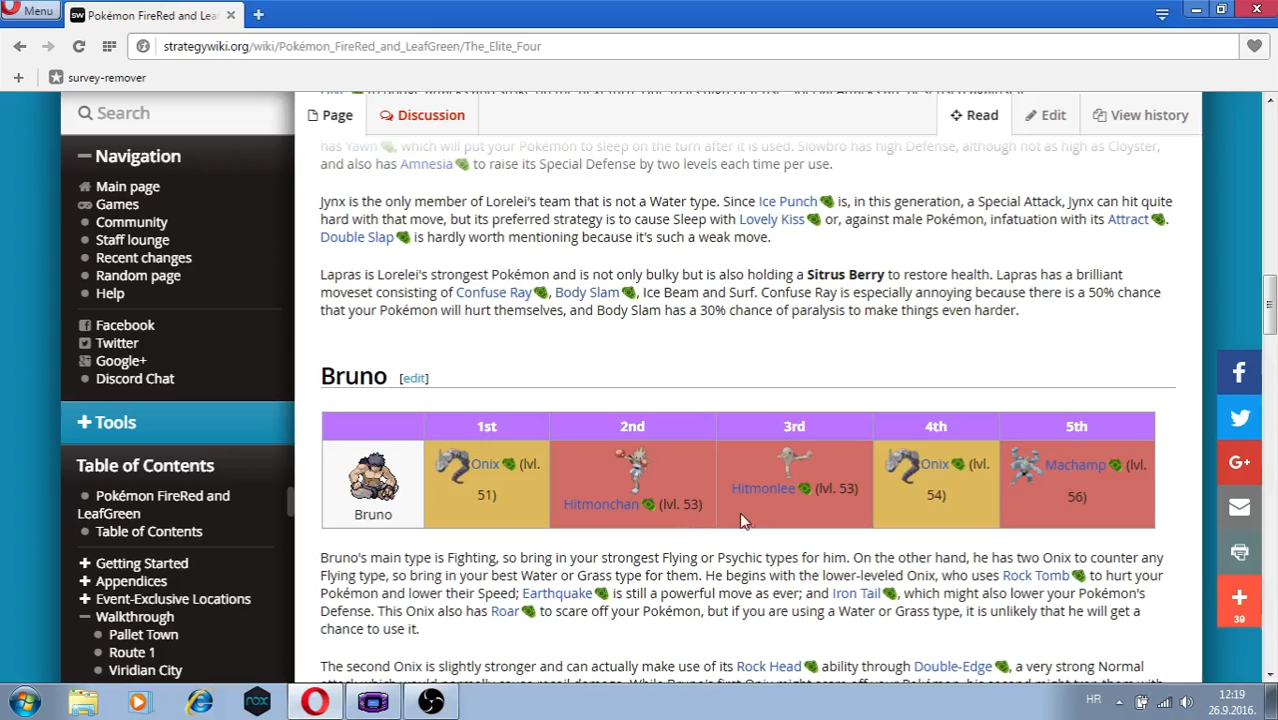 Menu
Pokémon FireRed and Leaf
strategywiki.org/wiki/Pokémon_FireRed_and_LeafGreen/The_Elite_Four
survey-remover
Search
Page
Discussion
Read
Edit
View history
Navigation
Main page
Games
Community
Staff lounge
Recent changes
Random page
Help
Facebook
Twitter
Google+
Discord Chat
Tools
Table of Contents
Pokémon FireRed and
LeafGreen
Table of Contents
Getting Started
Appendices
Event-Exclusive Locations
Walkthrough
Pallet Town
Route 1
Viridian City
has Yawn, which will put your Pokémon to sleep on the turn after it is used. Slowbro has high Defense, although not as high as Cloyster,
and also has Amnesia to raise its Special Defense by two levels each time per use.
Jynx is the only member of Lorelei's team that is not a Water type. Since Ice Punch is, in this generation, a Special Attack, Jynx can hit quite
hard with that move, but its preferred strategy is to cause Sleep with Lovely Kiss or, against male Pokémon, infatuation with its Attract.
Double Slap is hardly worth mentioning because it's such a weak move.
Lapras is Lorelei's strongest Pokémon and is not only bulky but is also holding a Sitrus Berry to restore health. Lapras has a brilliant
moveset consisting of Confuse Ray, Body Slam, Ice Beam and Surf. Confuse Ray is especially annoying because there is a 50% chance
that your Pokémon will hurt themselves, and Body Slam has a 30% chance of paralysis to make things even harder.
Bruno [edit]
1st 2nd 3rd 4th 5th
Bruno
Onix (lvl.
51)
Hitmonchan (lvl. 53)
Hitmonlee (lvl. 53)
Onix (lvl.
54)
Machamp (lvl.
56)
Bruno's main type is Fighting, so bring in your strongest Flying or Psychic types for him. On the other hand, he has two Onix to counter any
Flying type, so bring in your best Water or Grass type for them. He begins with the lower-leveled Onix, who uses Rock Tomb to hurt your
Pokémon and lower their Speed; Earthquake is still a powerful move as ever; and Iron Tail, which might also lower your Pokémon's
Defense. This Onix also has Roar to scare off your Pokémon, but if you are using a Water or Grass type, it is unlikely that he will get a
chance to use it.
The second Onix is slightly stronger and can actually make use of its Rock Head ability through Double-Edge, a very strong Normal
39
HR
12:19
26.9.2016.